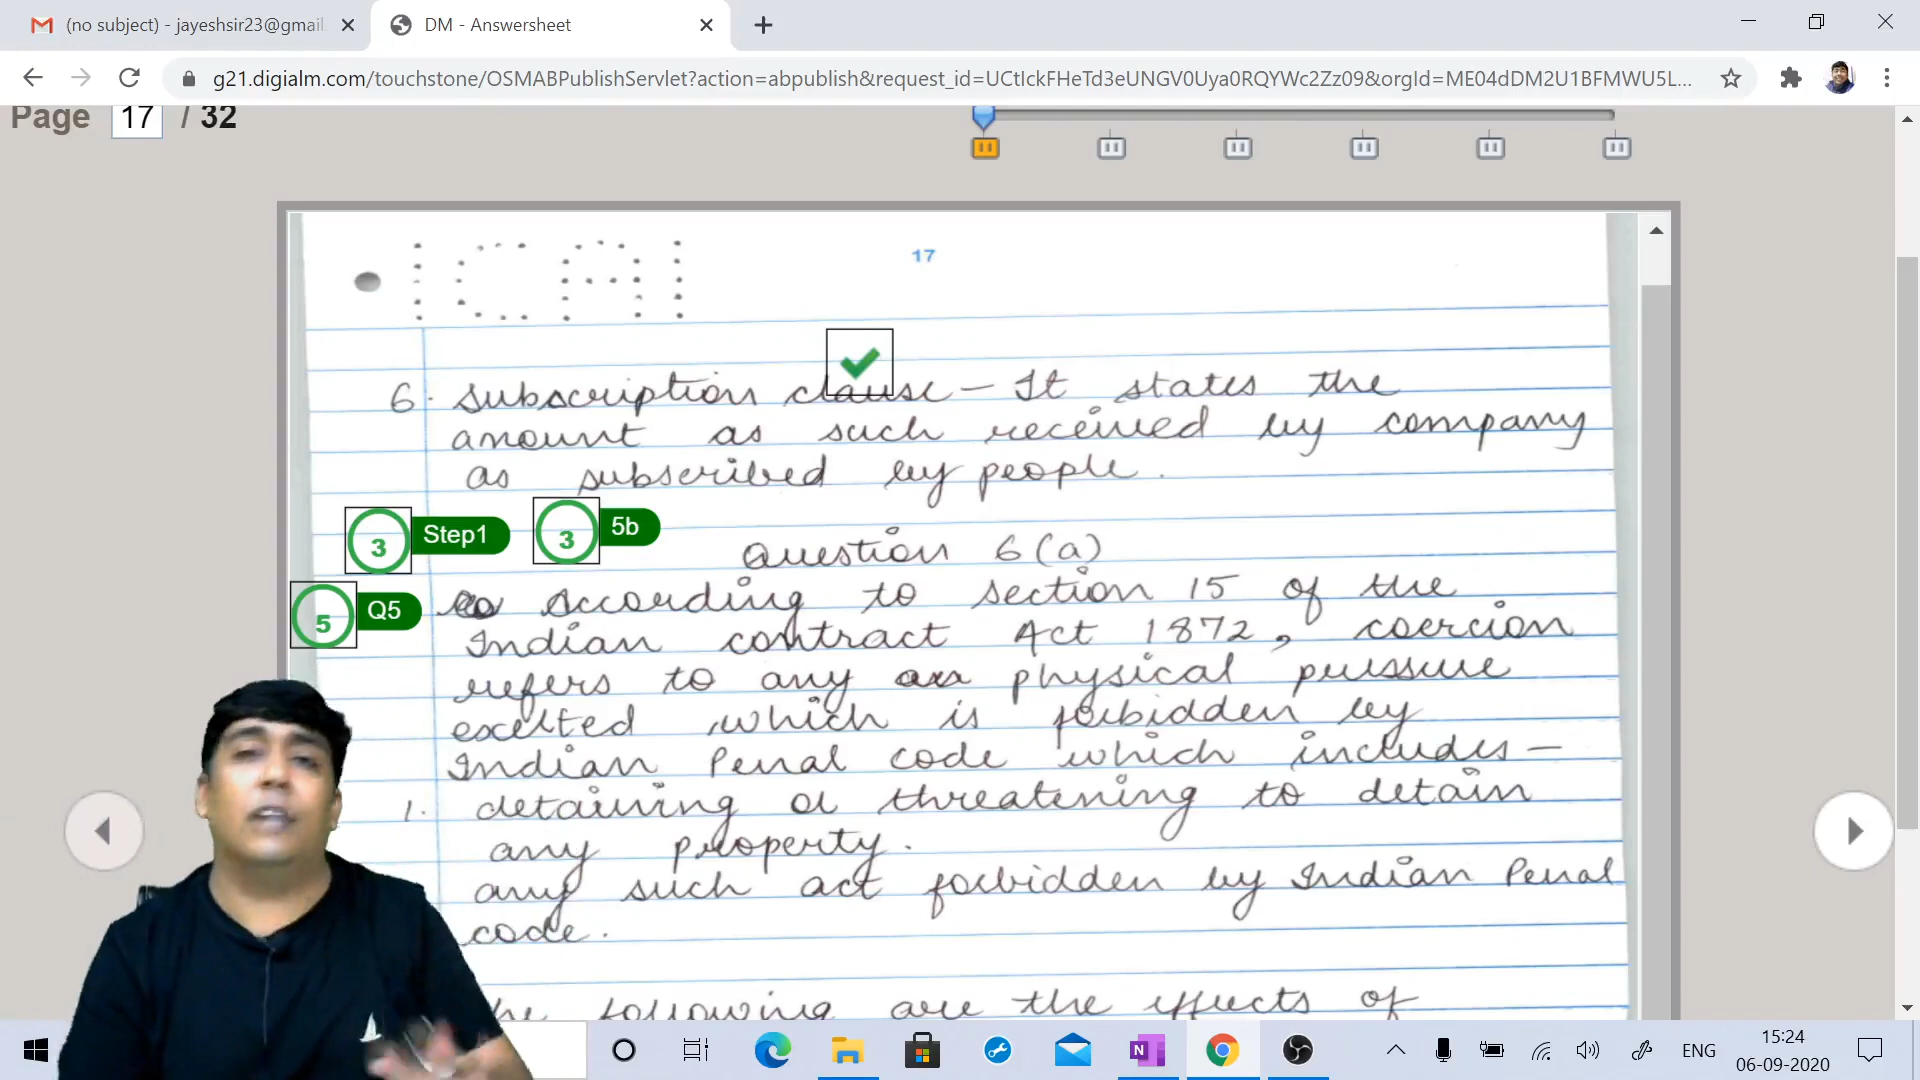 (no subject) - jayeshsir23@gmail.
DM - Answersheet
g21.digialm.com/touchstone/OSMABPublishServlet?action=abpublish&request_id=UCtIckFHeTd3eUNGV0Uya0RQYWc2Zz09&orgId=ME04dDM2U1BFMWU5L...
Page 17 / 32
ICAI
17
6. Subscription clause - It states the
amount as such received by company
as subscribed by people.
3 Step1 3 5b
Question 6(a)
5 Q5
According to section 15 of the
Indian contract Act 1872, coercion
refers to any physical pressure
exerted which is forbidden by
Indian Penal code which includes -
1. detaining or threatening to detain
any property.
any such act forbidden by Indian Penal
code.
following are the effects of
ENG
15:24
06-09-2020